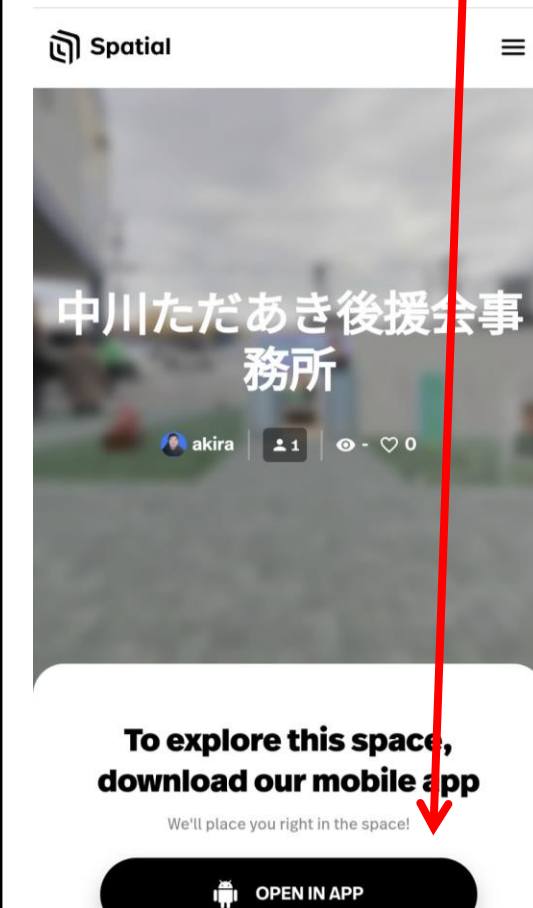 Spatial
中川ただあき後援会事
務所
akira 1 - 0
To explore this space,
download our mobile app
We'll place you right in the space!
OPEN IN APP